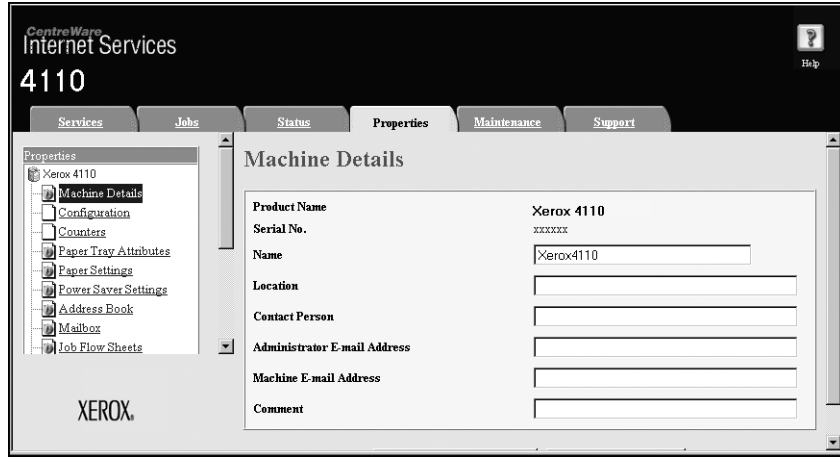 CentreWare
Internet Services
4110
Help
Services Jobs Status Properties Maintenance Support
Properties
Xerox 4110
Machine Details
Configuration
Counters
Paper Tray Attributes
Paper Settings
Power Saver Settings
Address Book
Mailbox
Job Flow Sheets
XEROX®
Machine Details
Product Name Xerox 4110
Serial No. xxxxxx
Name Xerox4110
Location
Contact Person
Administrator E-mail Address
Machine E-mail Address
Comment